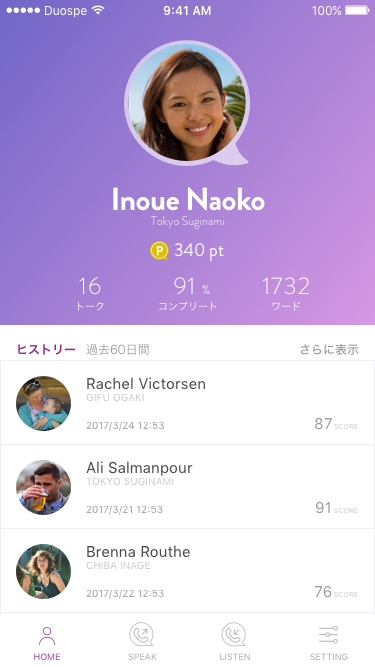 Duospe 9:41 AM 100%
Inoue Naoko
Tokyo Suginami
P 340 pt
16 91 % 1732
トーク コンプリート ワード
ヒストリー 過去60日間 さらに表示
Rachel Victorsen
GIFU OGAKI
2017/3/24 12:53 87 SCORE
Ali Salmanpour
TOKYO SUGINAMI
2017/3/21 12:53 91 SCORE
Brenna Routhe
CHIBA INAGE
2017/3/22 12:53 76 SCORE
HOME SPEAK LISTEN SETTING